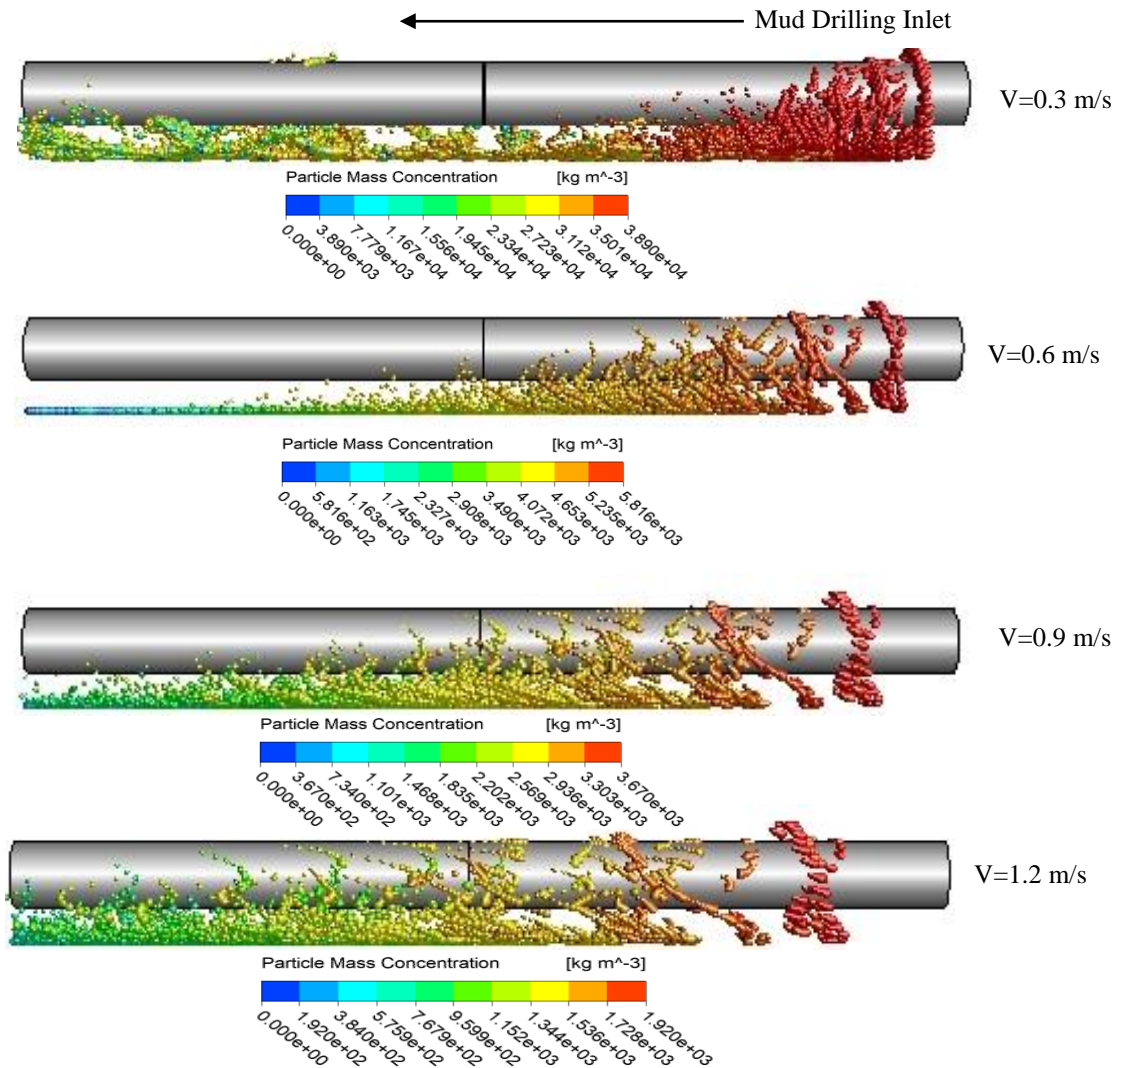 Mud Drilling Inlet
V=0.3 m/s
Particle Mass Concentration [kg m^-3]
0.000e+00 3.890e+03 7.779e+03 1.167e+04 1.556e+04 1.945e+04 2.334e+04 2.723e+04 3.112e+04 3.501e+04 3.890e+04
V=0.6 m/s
Particle Mass Concentration [kg m^-3]
0.000e+00 5.816e+02 1.163e+03 1.745e+03 2.327e+03 2.908e+03 3.490e+03 4.072e+03 4.653e+03 5.235e+03 5.816e+03
V=0.9 m/s
Particle Mass Concentration [kg m^-3]
0.000e+00 3.670e+02 7.340e+02 1.101e+03 1.468e+03 1.835e+03 2.202e+03 2.569e+03 2.936e+03 3.303e+03 3.670e+03
V=1.2 m/s
Particle Mass Concentration [kg m^-3]
0.000e+00 1.920e+02 3.840e+02 5.759e+02 7.679e+02 9.599e+02 1.152e+03 1.344e+03 1.536e+03 1.728e+03 1.920e+03